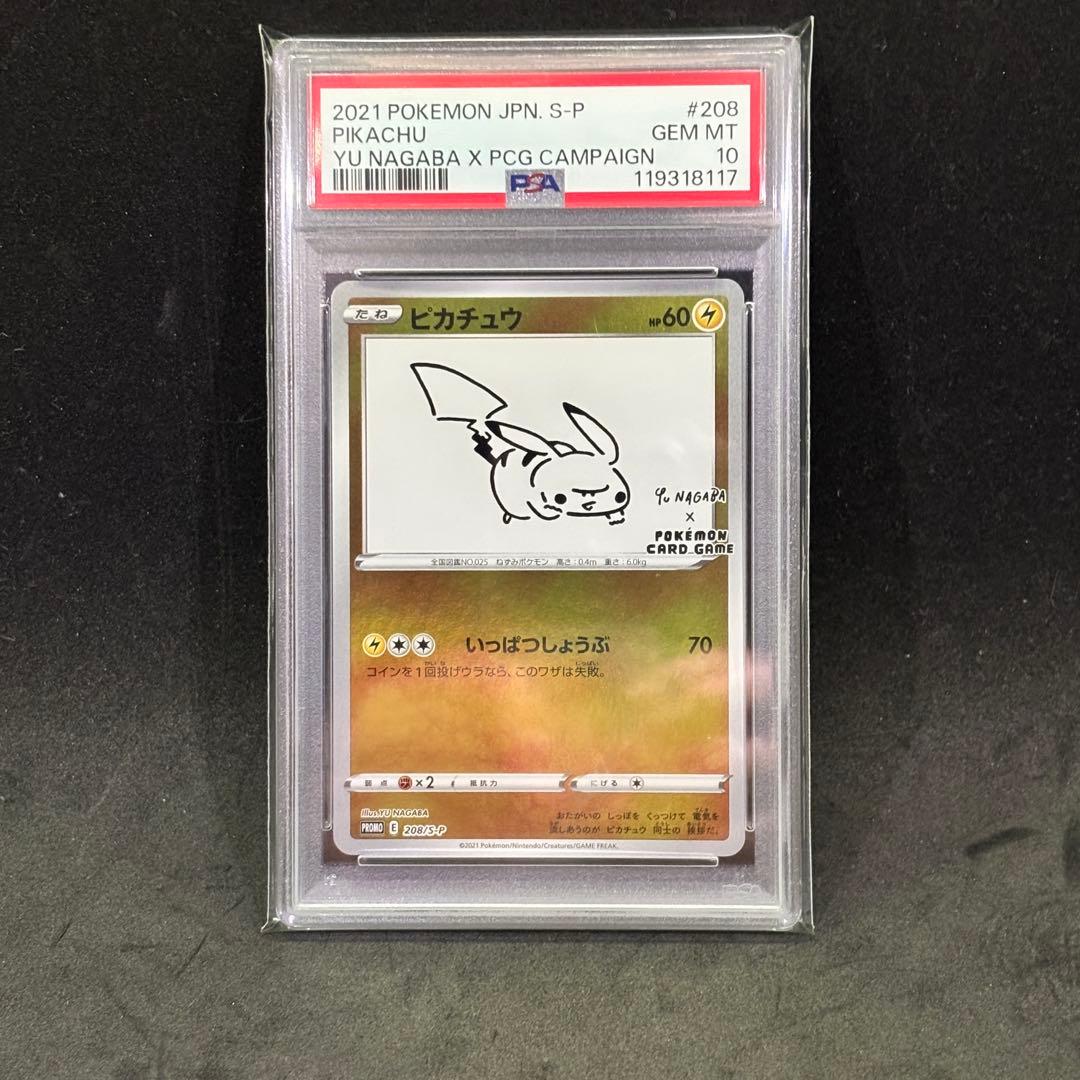 2021 POKEMON JPN. S-P #208
PIKACHU GEM MT
YU NAGABA X PCG CAMPAIGN 10
PSA 119318117
たね ピカチュウ HP60
YU NAGABA
X
POKÉMON
CARD GAME
全国図鑑NO.025 ねずみポケモン 高さ:0.4m 重さ:6.0kg
いっぱつしょうぶ 70
コインを1回投げウラなら、このワザは失敗。
弱点 ×2 抵抗力 にげる
Illus.YU NAGABA
おたがいの しっぽを くっつけて 電気を
流しあうのが ピカチュウ 同士の 挨拶だ。
PROMO E 208/S-P
©2021 Pokémon/Nintendo/Creatures/GAME FREAK.